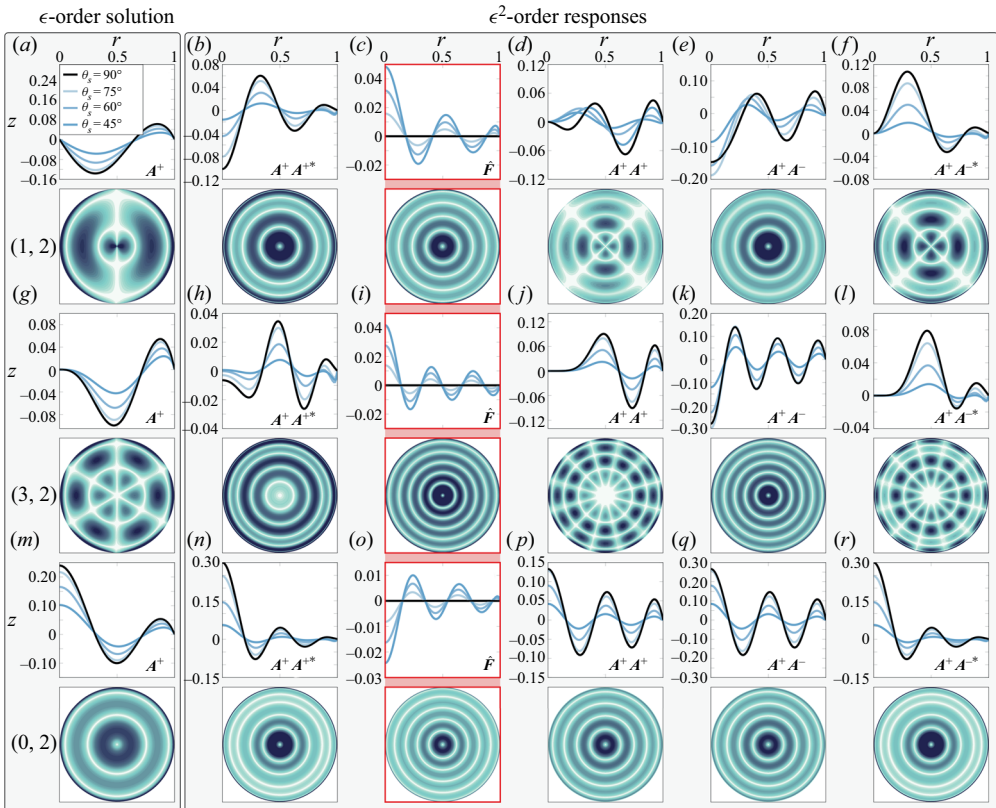 ϵ-order solution ϵ²-order responses
(a) r (b) r (c) r (d) r (e) r (f) r
0 0.5 1 0 0.5 1 0 0.5 1 0 0.5 1 0 0.5 1 0 0.5 1
z 0.24 0.16 0.08 0 –0.08 –0.16
θs = 90°
θs = 75°
θs = 60°
θs = 45°
A⁺
0.08 0.04 0 –0.04 –0.08 –0.12 A⁺ A⁺*
0.04 0.02 0 –0.02 F̂
0.12 0.06 0 –0.06 –0.12 A⁺ A⁺
0.10 0 –0.10 –0.20 A⁺ A⁻
0.12 0.08 0.04 0 –0.04 –0.08 A⁺ A⁻*
(1, 2)
(g) (h) (i) (j) (k) (l)
z 0.08 0.04 0 –0.04 –0.08 A⁺
0.04 0.02 0 –0.02 –0.04 A⁺ A⁺*
0.04 0.02 0 –0.02 F̂
0.12 0.06 0 –0.06 –0.12 A⁺ A⁺
0.20 0.10 0 –0.10 –0.20 –0.30 A⁺ A⁻
0.08 0.04 0 –0.04 A⁺ A⁻*
(3, 2)
(m) (n) (o) (p) (q) (r)
z 0.20 0.10 0 –0.10 A⁺
0.30 0.15 0 –0.15 A⁺ A⁺*
0.01 0 –0.01 –0.03 F̂
0.15 0.10 0.05 0 –0.05 –0.10 –0.15 A⁺ A⁺
0.30 0.20 0.10 0 –0.10 –0.20 –0.30 A⁺ A⁻
0.30 0.15 0 –0.15 A⁺ A⁻*
(0, 2)